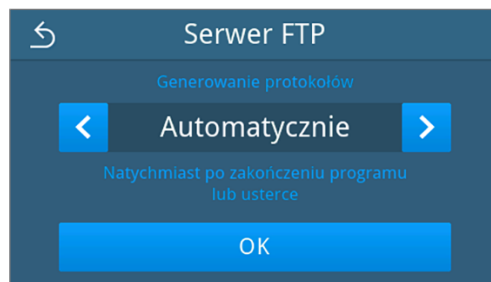 Serwer FTP
Generowanie protokołów
Automatycznie
Natychmiast po zakończeniu programu
lub usterce
OK